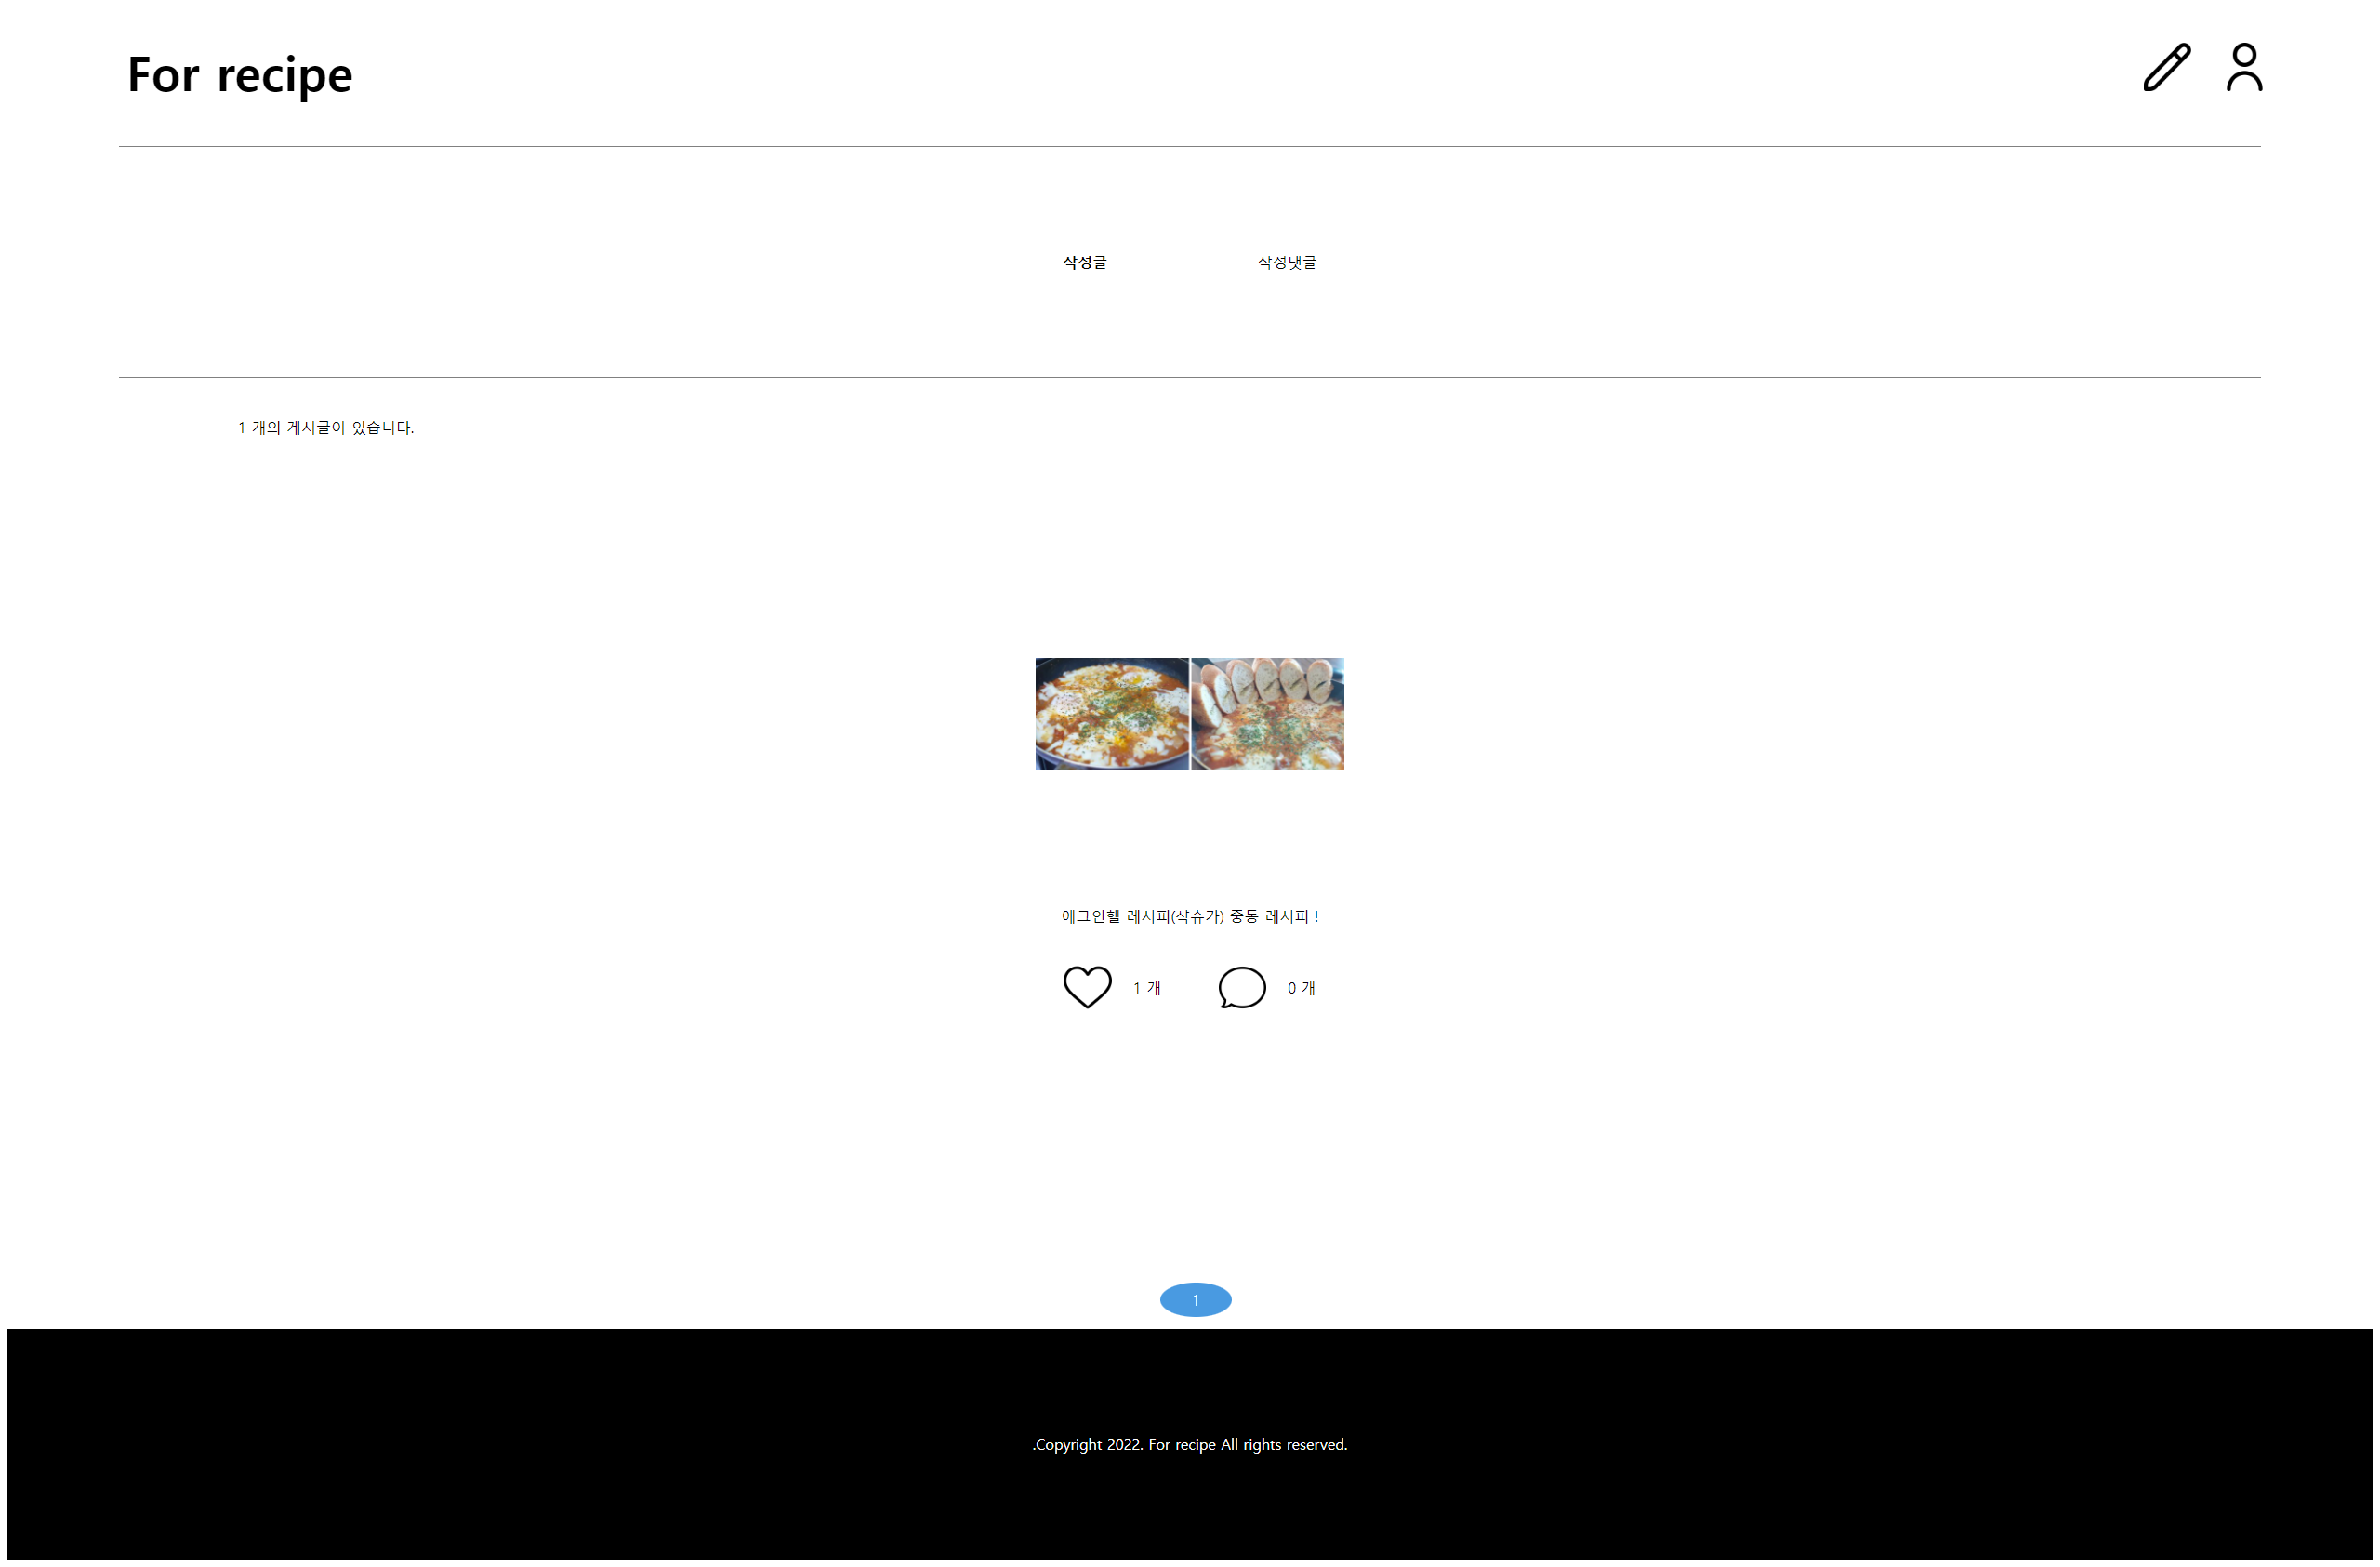 For recipe
작성글 작성댓글
1 개의 게시글이 있습니다.
에그인헬 레시피(샥슈카) 중동 레시피 !
1 개 0 개
1
.Copyright 2022. For recipe All rights reserved.